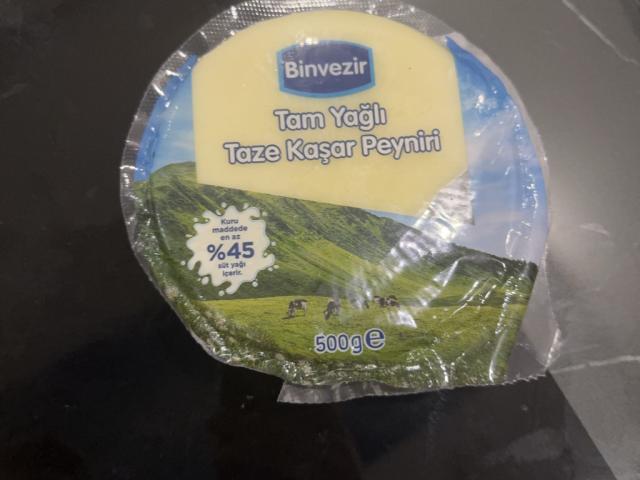 Binvezir
Tam Yağlı
Taze Kaşar Peyniri
Kuru
maddede
en az
%45
süt yağı
içerir.
500g e